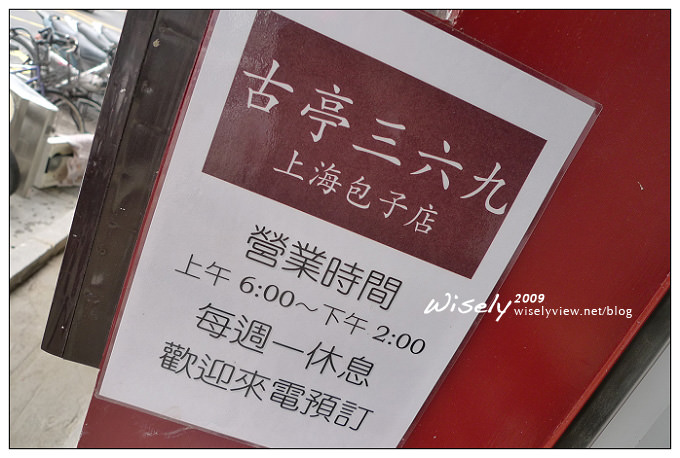 古亭三六九
上海包子店
營業時間
上午 6:00～下午 2:00
每週一休息
歡迎來電預訂
Wisely 2009
wiselyview.net/blog